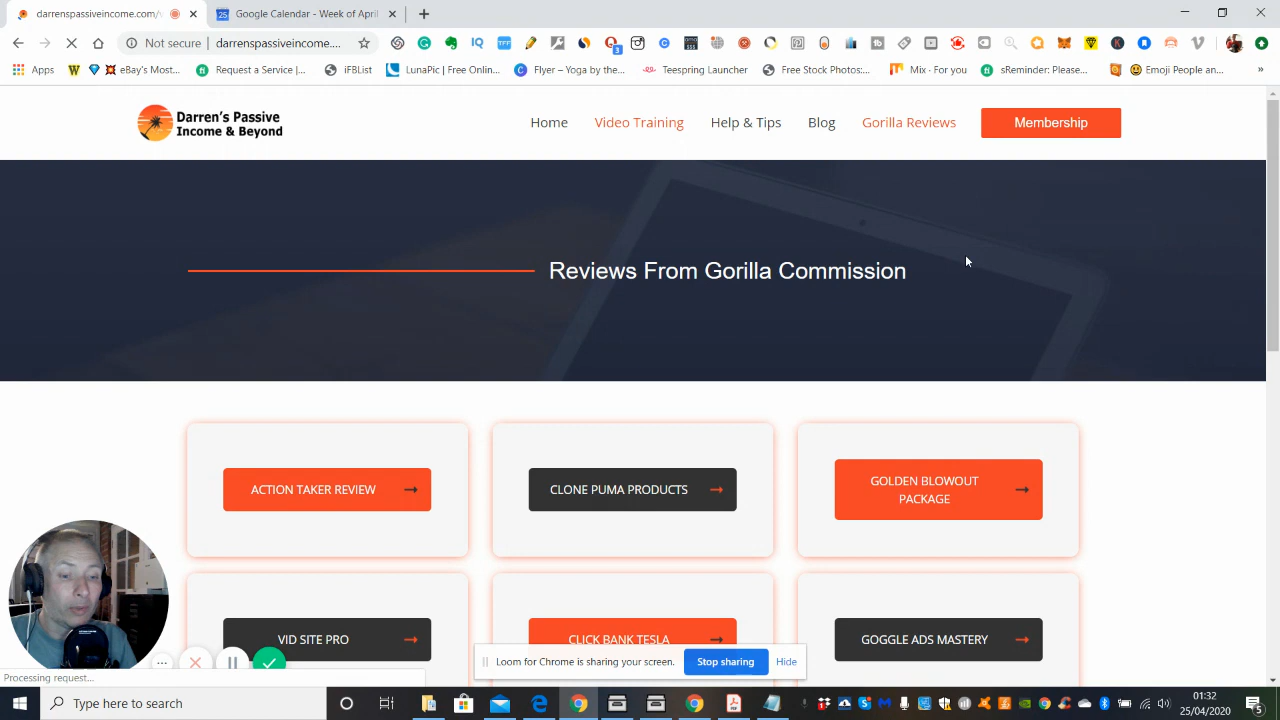 darrenspassiveincome.com/v
Google Calendar - Week of April
Not secure
darrenspassiveincome.
Apps
eBay's Most...
Request a Service |...
iFBList
LunaPic | Free Onlin...
Flyer – Yoga by the...
Teespring Launcher
Free Stock Photos:...
Mix · For you
sReminder: Please...
Emoji People an...
»
Darren's Passive
Income & Beyond
Home
Video Training
Help & Tips
Blog
Gorilla Reviews
Membership
Reviews From Gorilla Commission
ACTION TAKER REVIEW
CLONE PUMA PRODUCTS
GOLDEN BLOWOUT
PACKAGE
VID SITE PRO
CLICK BANK TESLA
GOGGLE ADS MASTERY
Loom for Chrome is sharing your screen.
Stop sharing
Hide
Processing request...
Type here to search
01:32
25/04/2020